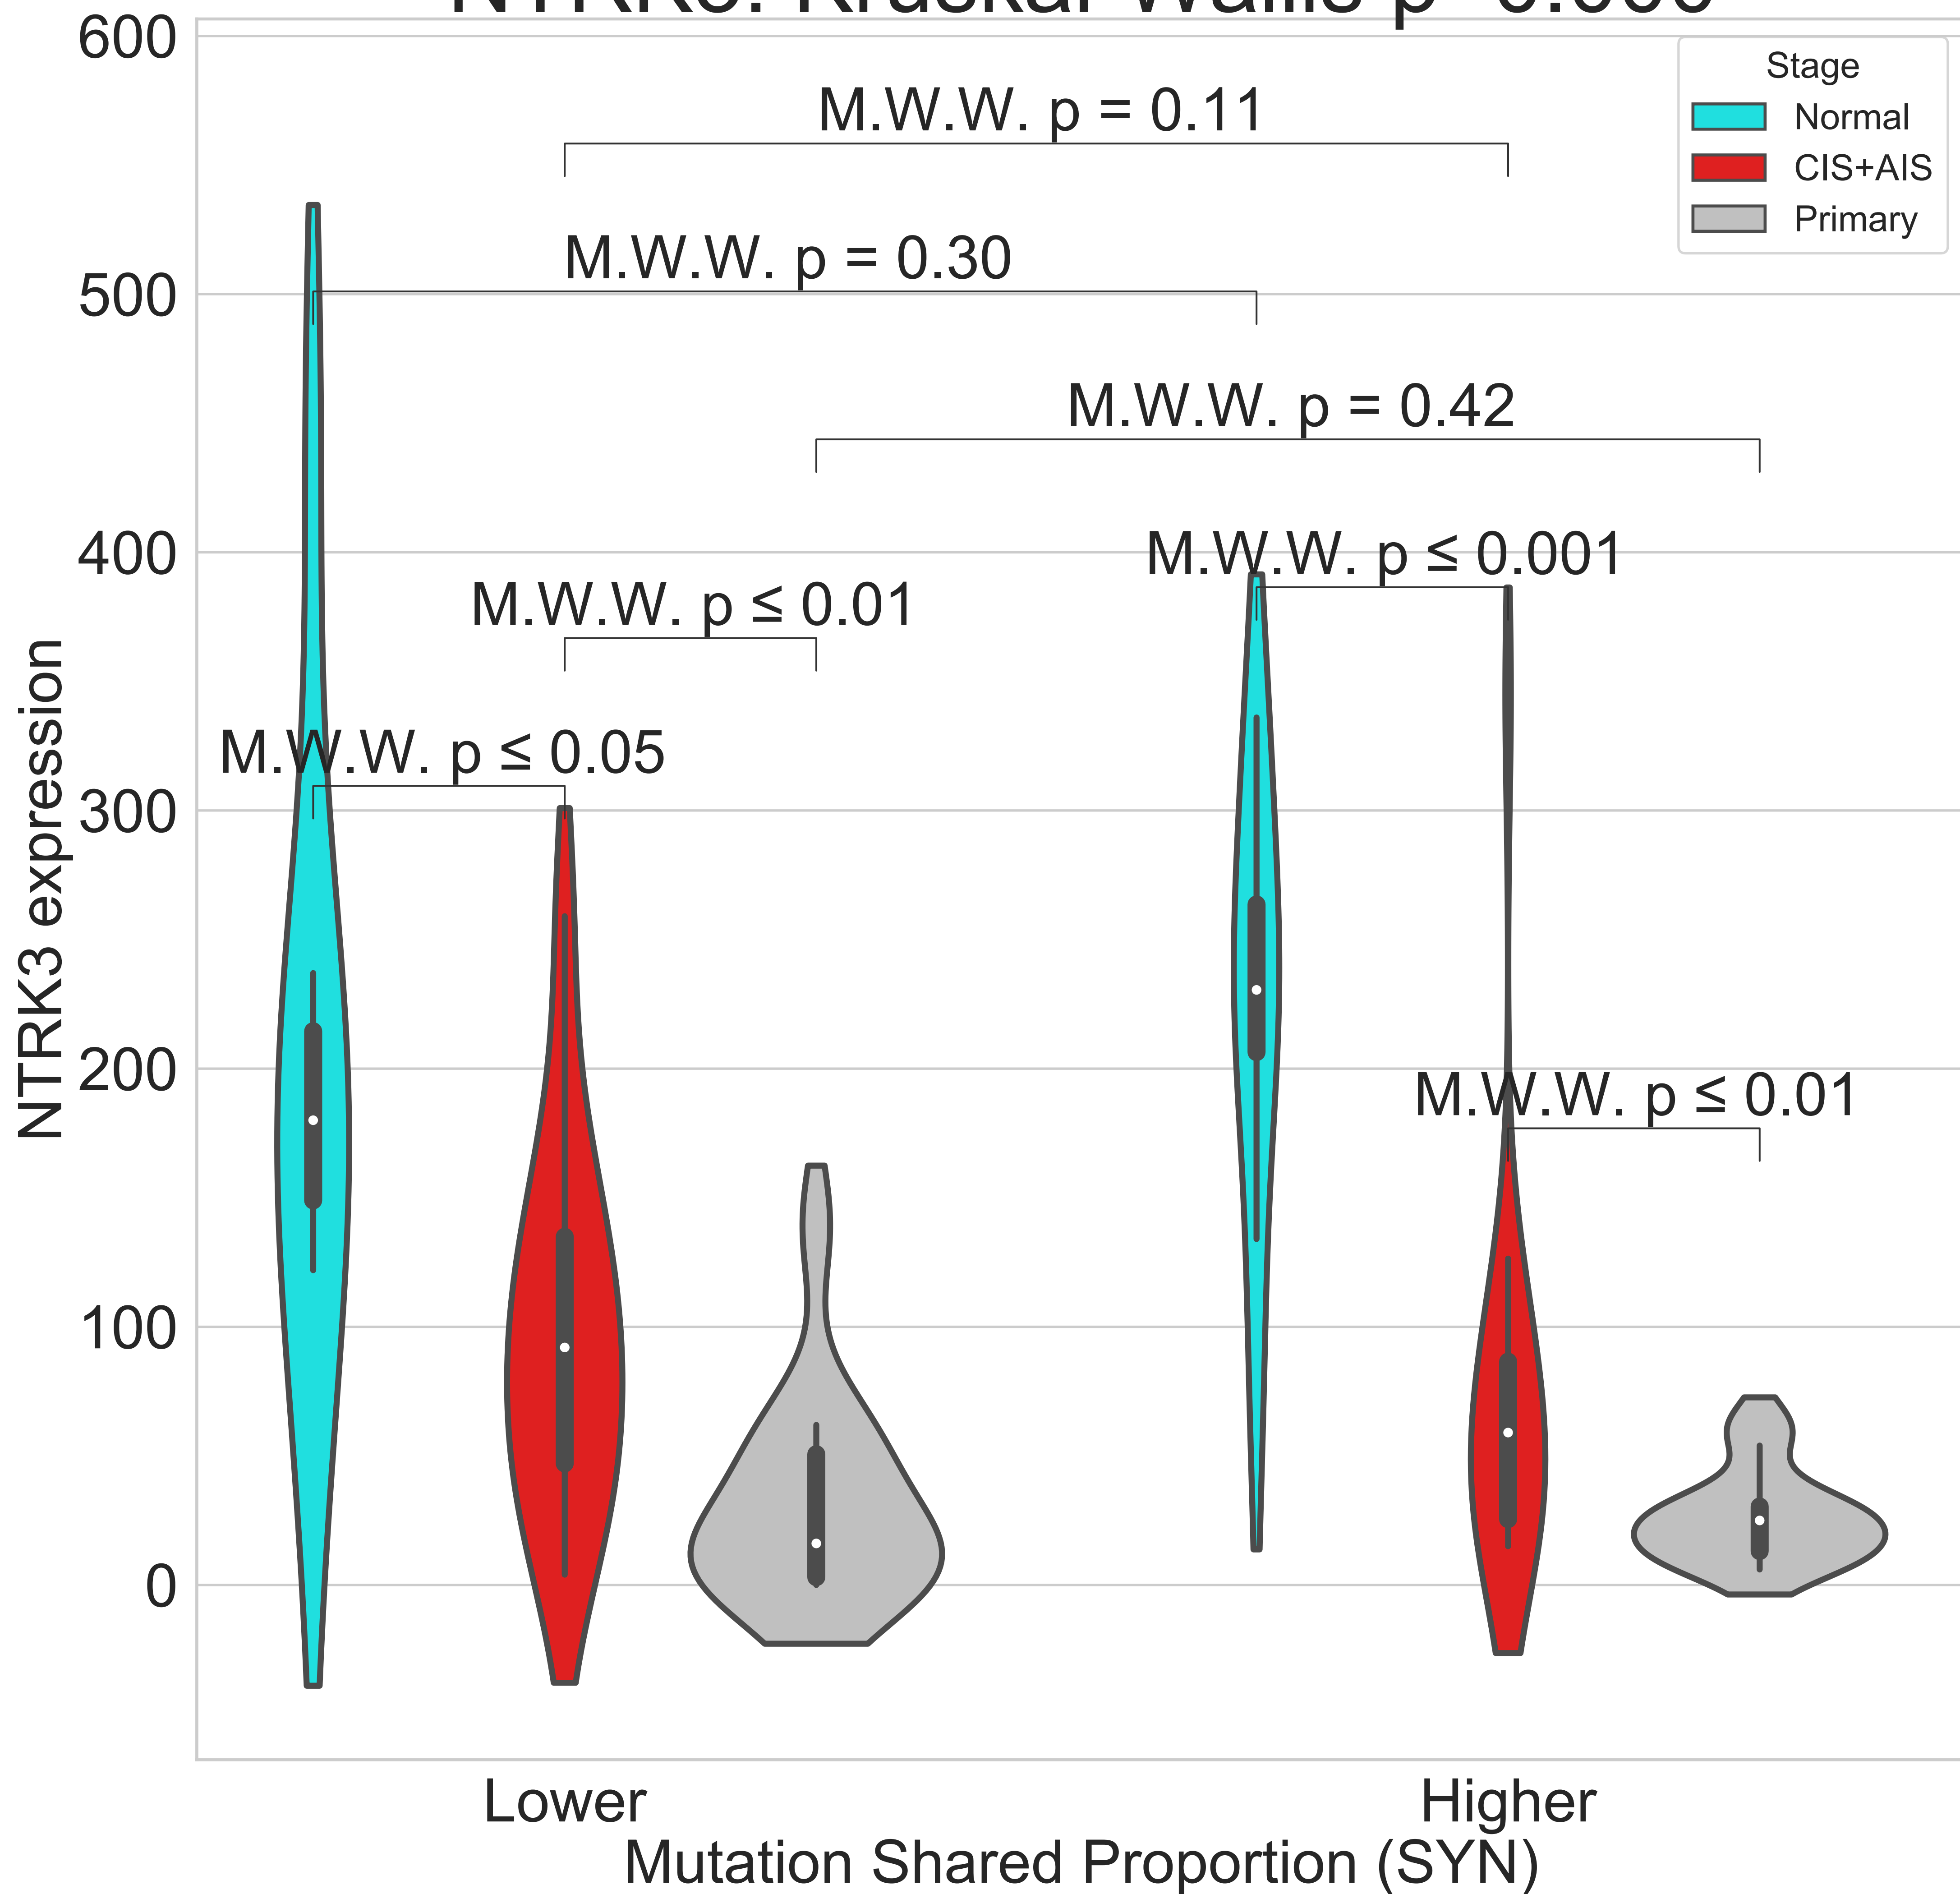 600
500
400
300
200
100
0
NTRK3 expression
Stage
Normal
CIS+AIS
Primary
M.W.W. p = 0.11
M.W.W. p = 0.30
M.W.W. p = 0.42
M.W.W. p ≤ 0.001
M.W.W. p ≤ 0.01
M.W.W. p ≤ 0.05
M.W.W. p ≤ 0.01
Lower
Higher
Mutation Shared Proportion (SYN)